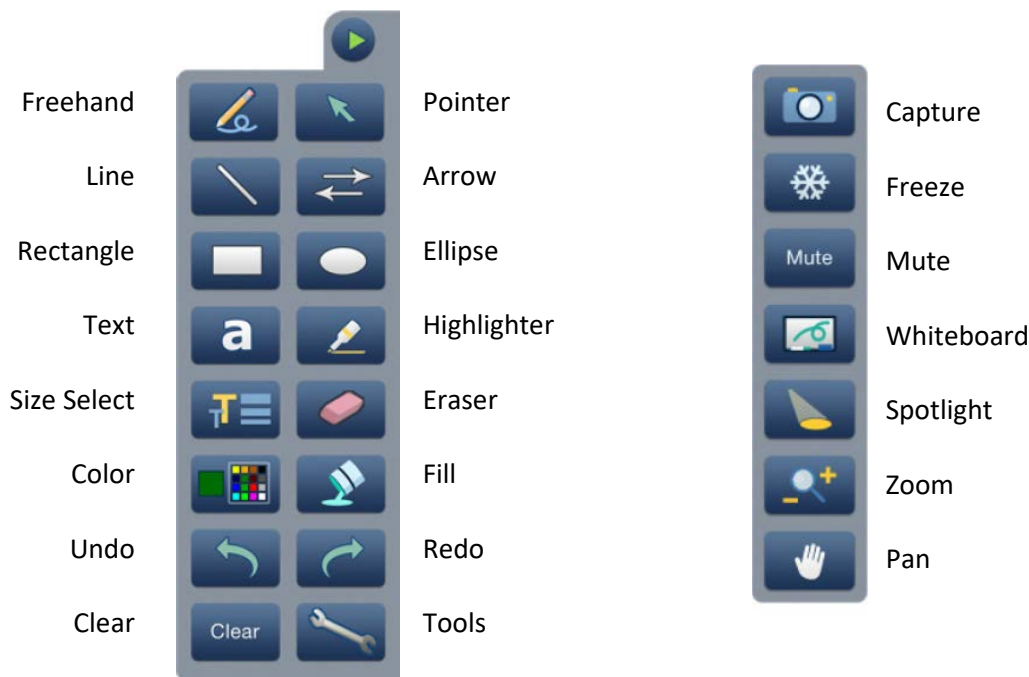 Freehand
Pointer
Line
Arrow
Rectangle
Ellipse
Text
a
Highlighter
Size Select
TT
Eraser
Color
Fill
Undo
Redo
Clear
Clear
Tools
Capture
Freeze
Mute
Mute
Whiteboard
Spotlight
Zoom
Pan